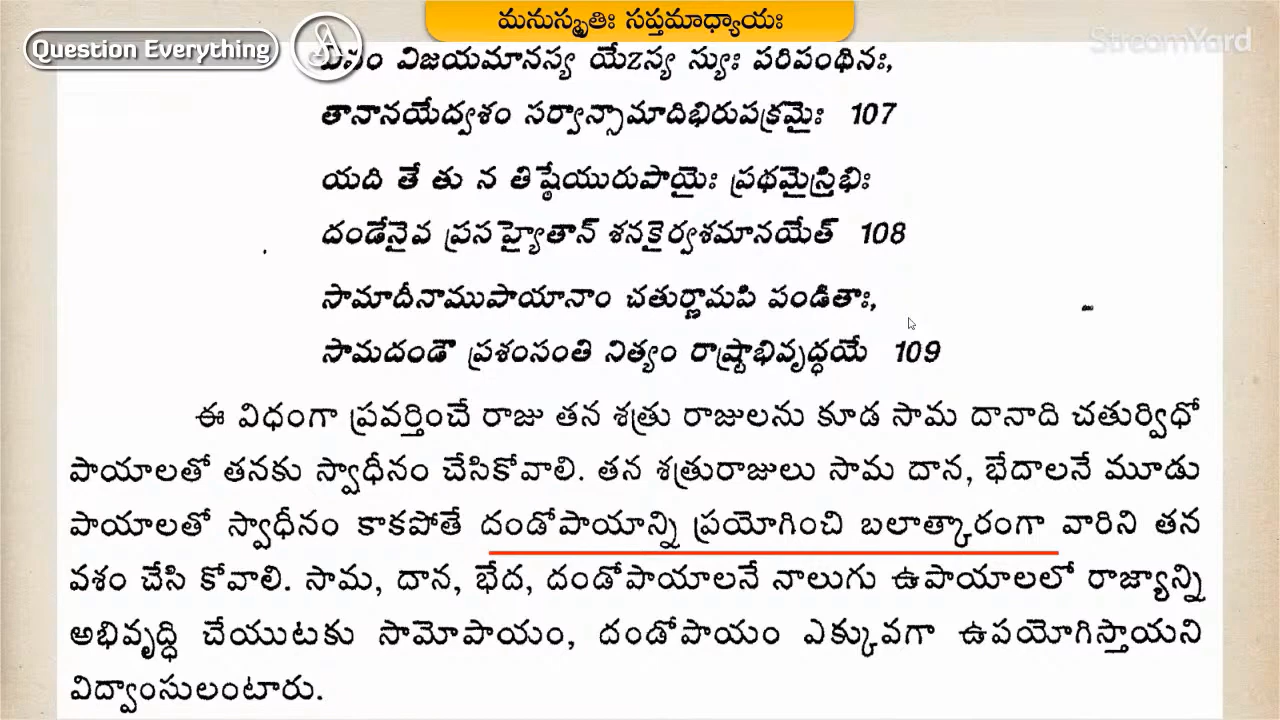 మనుస్మృతిః సప్తమాధ్యాయః
Question Everything
StreamYard
విజయమానస్య యేఽస్య స్యుః పరిపంథినః,
తానానయేద్వశం సర్వాన్సామాదిభిరుపక్రమైః 107
యది తే తు న తిష్ఠేయురుపాయైః ప్రథమైస్త్రిభిః
దండేనైవ ప్రసహ్యైతాన్ శనకైర్వశమానయేత్ 108
సామాదీనాముపాయానాం చతుర్ణామపి పండితాః,
సామదండౌ ప్రశంసంతి నిత్యం రాష్ట్రాభివృద్ధయే 109
ఈ విధంగా ప్రవర్తించే రాజు తన శత్రు రాజులను కూడ సామ దానాది చతుర్విధో
పాయాలతో తనకు స్వాధీనం చేసికోవాలి. తన శత్రురాజులు సామ దాన, భేదాలనే మూడు
పాయాలతో స్వాధీనం కాకపోతే దండోపాయాన్ని ప్రయోగించి బలాత్కారంగా వారిని తన
వశం చేసి కోవాలి. సామ, దాన, భేద, దండోపాయాలనే నాలుగు ఉపాయాలలో రాజ్యాన్ని
అభివృద్ధి చేయుటకు సామోపాయం, దండోపాయం ఎక్కువగా ఉపయోగిస్తాయని
విద్వాంసులంటారు.